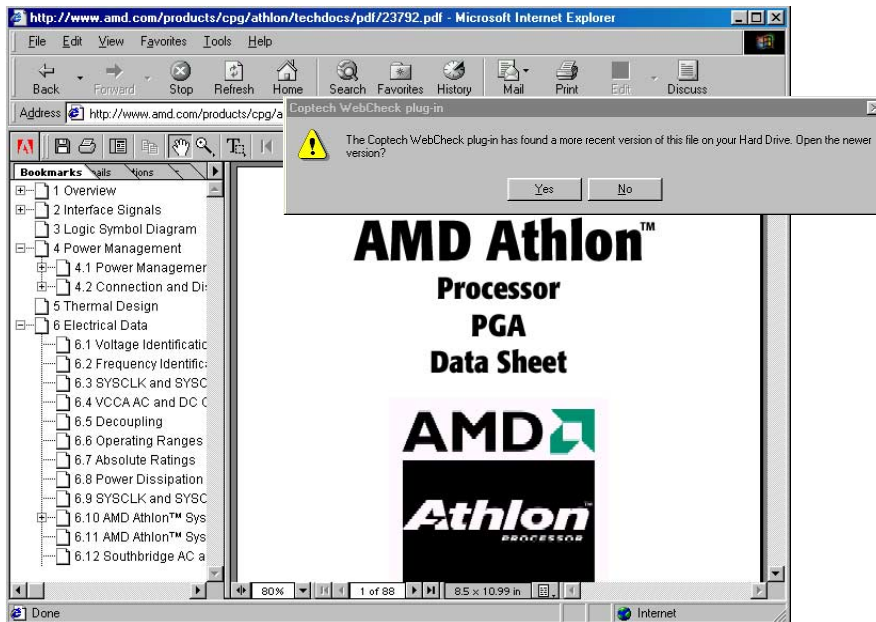 http://www.amd.com/products/cpg/athlon/techdocs/pdf/23792.pdf - Microsoft Internet Explorer
File Edit View Favorites Tools Help
Back Forward Stop Refresh Home Search Favorites History Mail Print Edit Discuss
Address http://www.amd.com/products/cpg/a
Coptech WebCheck plug-in
The Coptech WebCheck plug-in has found a more recent version of this file on your Hard Drive. Open the newer
version?
Yes No
Bookmarks
1 Overview
2 Interface Signals
3 Logic Symbol Diagram
4 Power Management
4.1 Power Managemer
4.2 Connection and Di
5 Thermal Design
6 Electrical Data
6.1 Voltage Identificatio
6.2 Frequency Identific
6.3 SYSCLK and SYSC
6.4 VCCA AC and DC C
6.5 Decoupling
6.6 Operating Ranges
6.7 Absolute Ratings
6.8 Power Dissipation
6.9 SYSCLK and SYSC
6.10 AMD Athlon™ Sys
6.11 AMD Athlon™ Sys
6.12 Southbridge AC a
AMD Athlon™
Processor
PGA
Data Sheet
AMD
Athlon™
PROCESSOR
80% 1 of 88 8.5 x 10.99 in
Done Internet